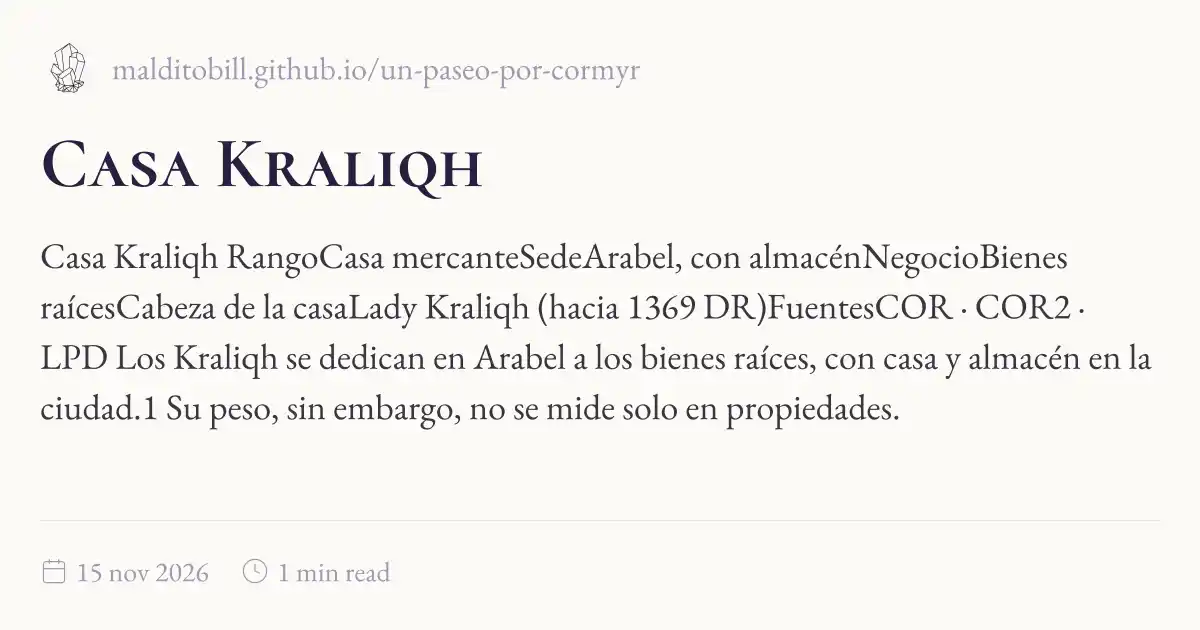 malditobill.github.io/un-paseo-por-cormyr
Casa Kraliqh
Casa Kraliqh RangoCasa mercanteSedeArabel, con almacénNegocioBienes
raícesCabeza de la casaLady Kraliqh (hacia 1369 DR)FuentesCOR · COR2 ·
LPD Los Kraliqh se dedican en Arabel a los bienes raíces, con casa y almacén en la
ciudad.1 Su peso, sin embargo, no se mide solo en propiedades.
15 nov 2026 1 min read